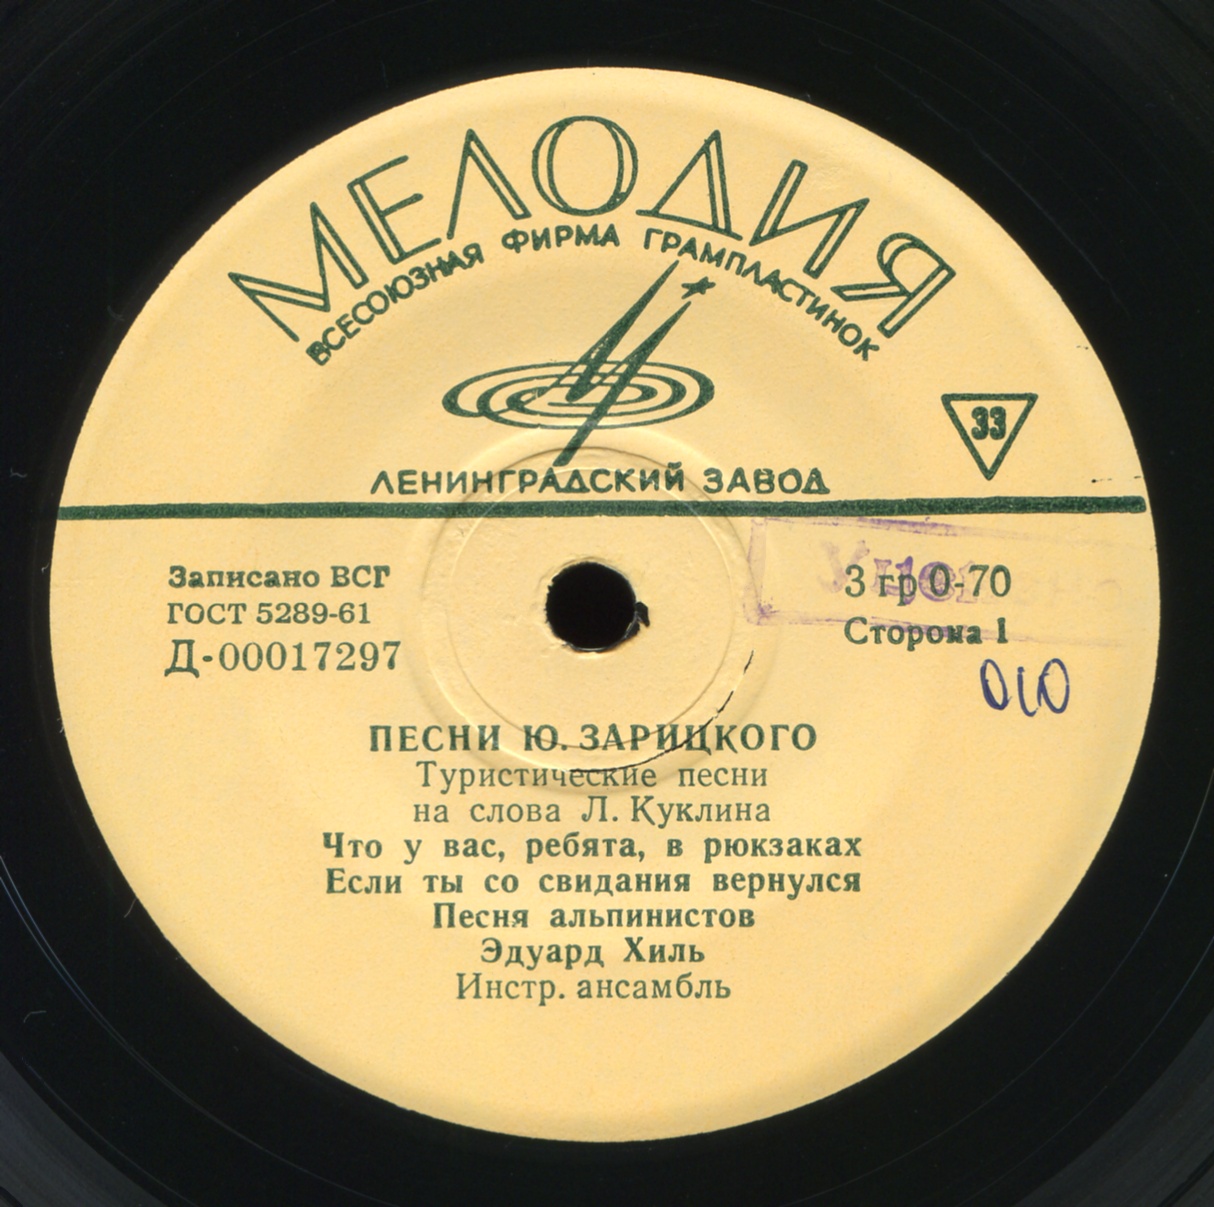 МЕЛОДИЯ
ВСЕСОЮЗНАЯ ФИРМА ГРАМПЛАСТИНОК
33
ЛЕНИНГРАДСКИЙ ЗАВОД
Записано ВСГ
ГОСТ 5289-61
Д-00017297
3 гр 0-70
Сторона 1
010
ПЕСНИ Ю. ЗАРИЦКОГО
Туристические песни
на слова Л. Куклина
Что у вас, ребята, в рюкзаках
Если ты со свидания вернулся
Песня альпинистов
Эдуард Хиль
Инстр. ансамбль